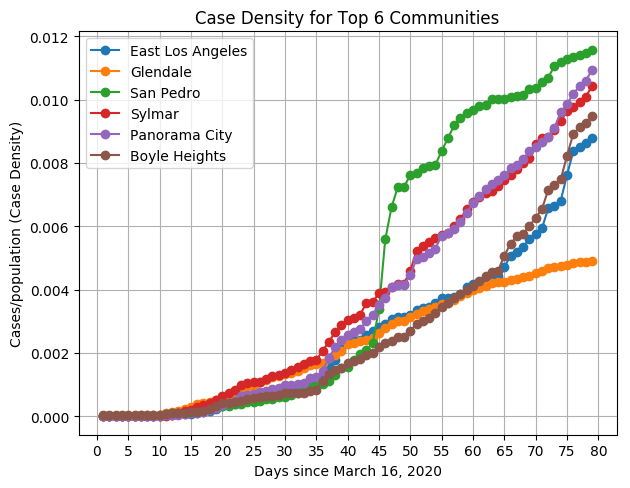 Case Density for Top 6 Communities
East Los Angeles
Glendale
San Pedro
Sylmar
Panorama City
Boyle Heights
Cases/population (Case Density)
0.012
0.010
0.008
0.006
0.004
0.002
0.000
0 5 10 15 20 25 30 35 40 45 50 55 60 65 70 75 80
Days since March 16, 2020